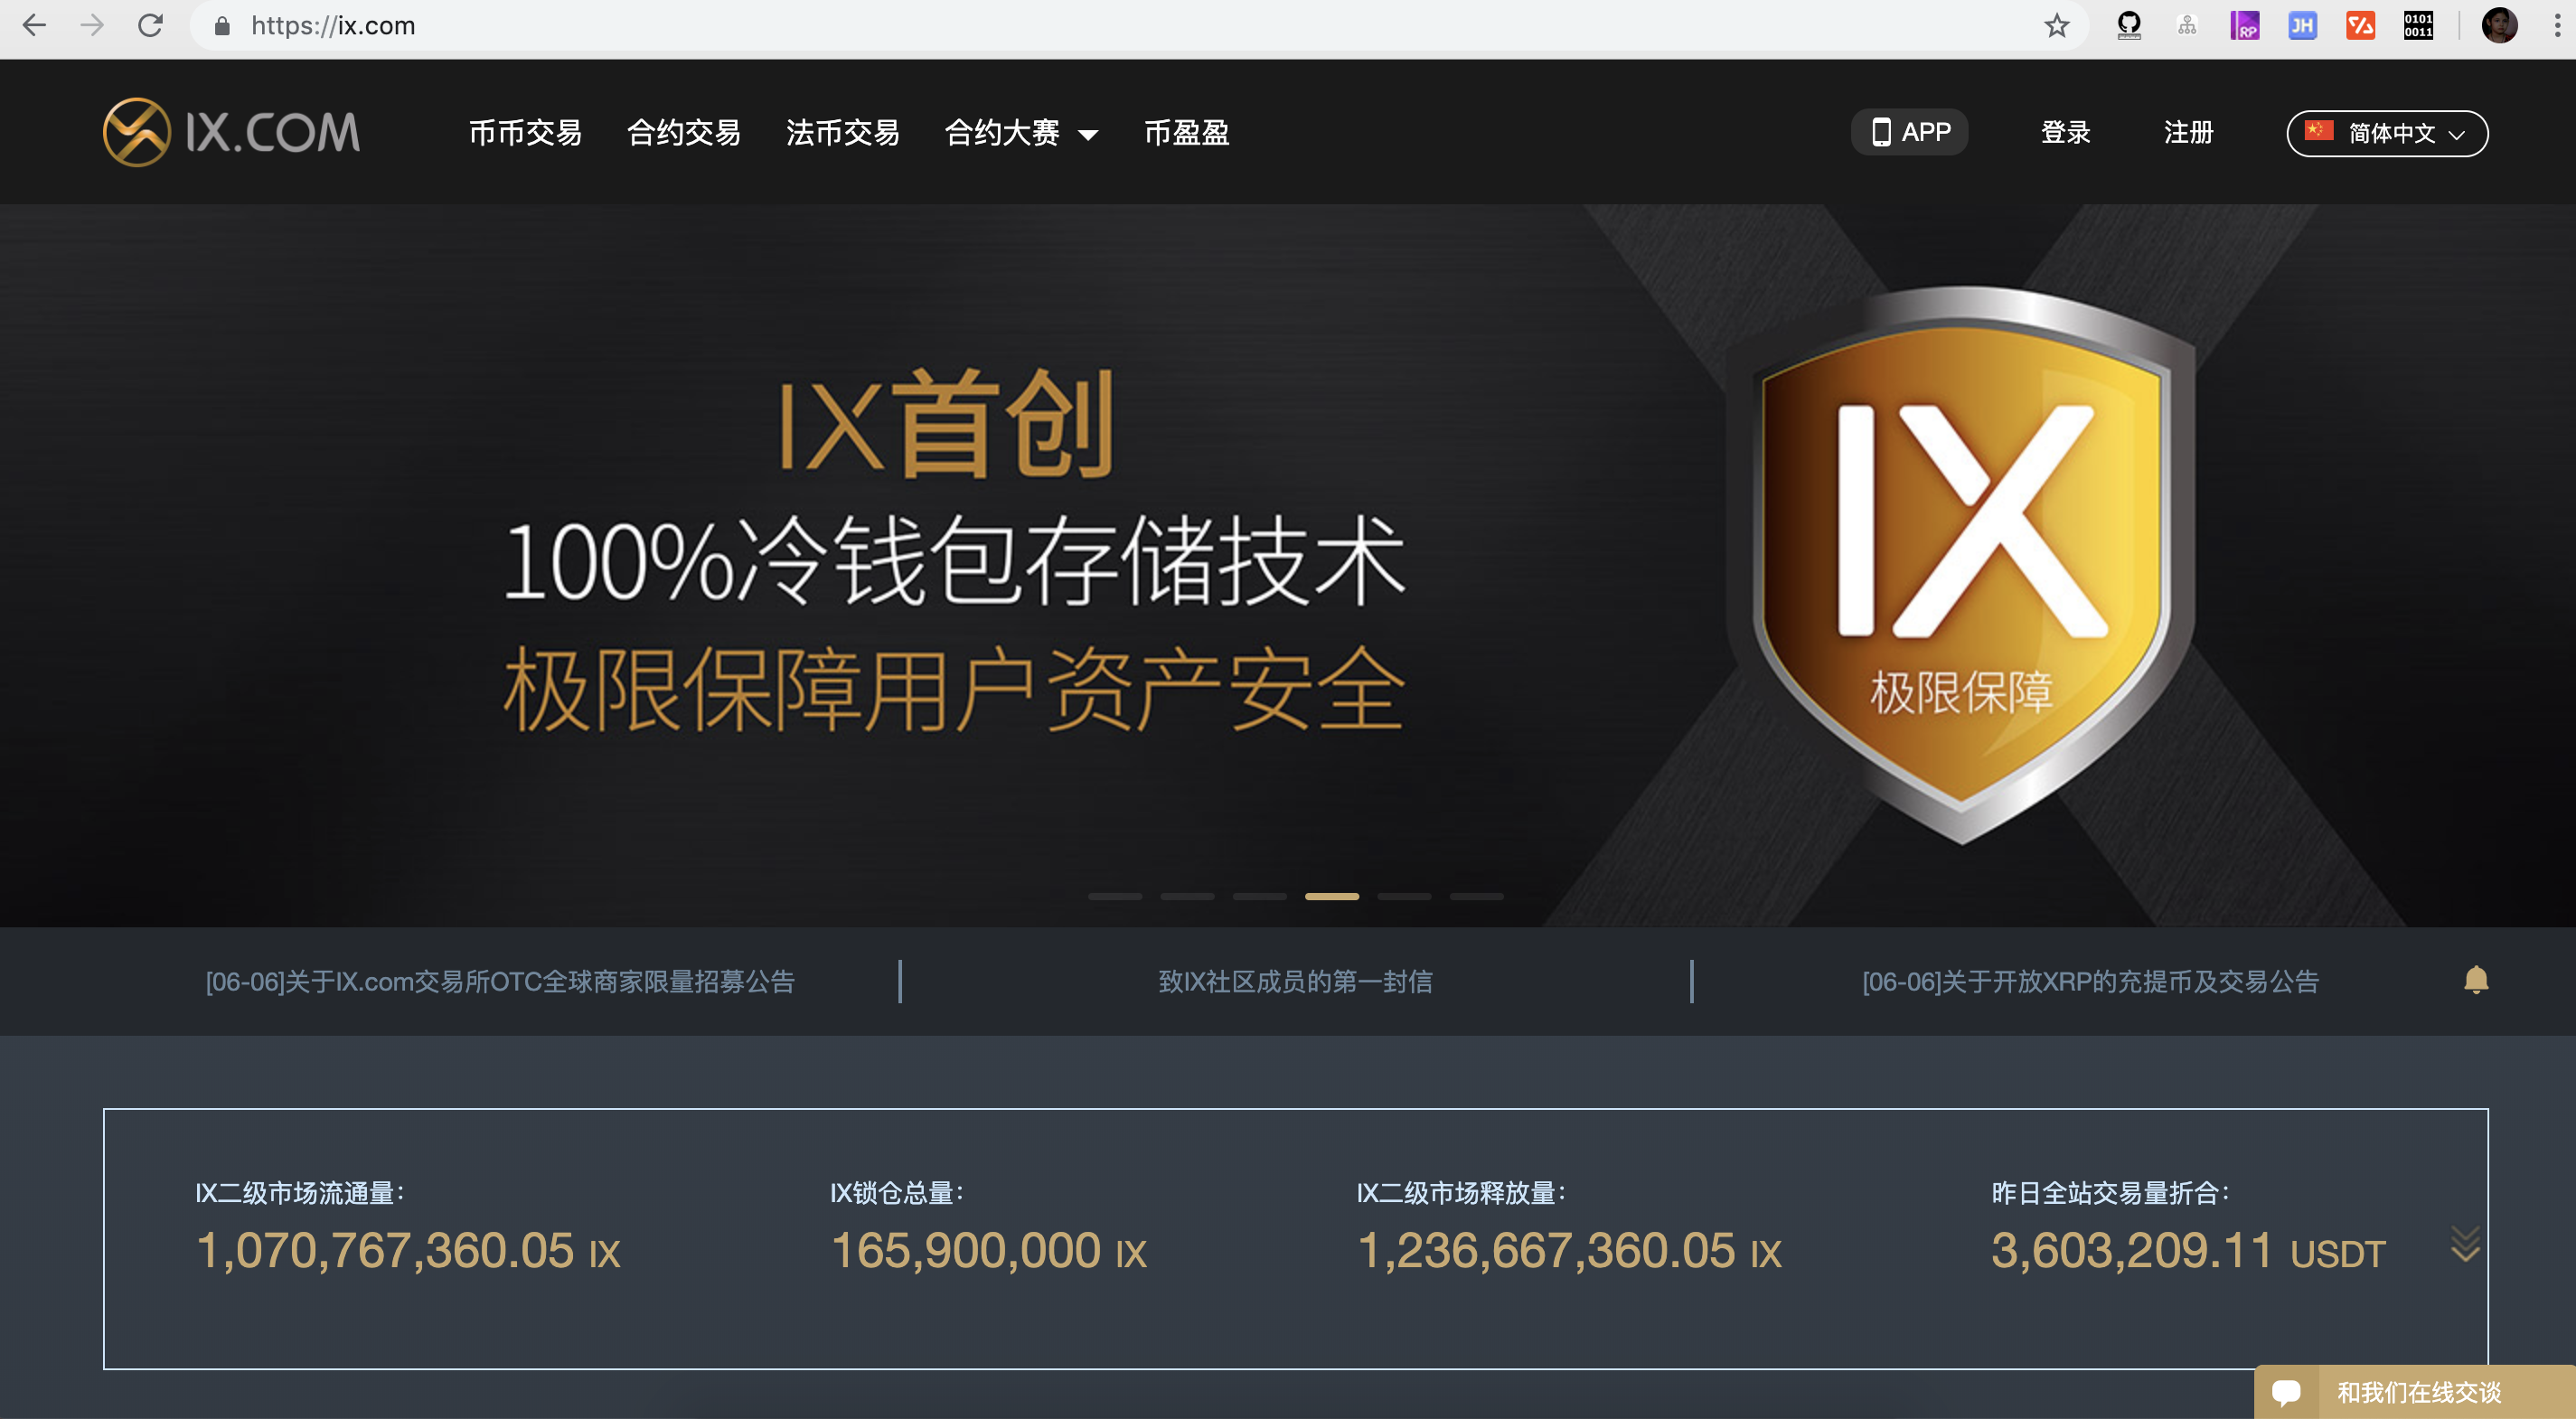 https://ix.com
RP
JH
0101
0011
IX.COM
币币交易
合约交易
法币交易
合约大赛
币盈盈
APP
登录
注册
简体中文
IX首创
100%冷钱包存储技术
极限保障用户资产安全
IX
极限保障
[06-06]关于IX.com交易所OTC全球商家限量招募公告
致IX社区成员的第一封信
[06-06]关于开放XRP的充提币及交易公告
IX二级市场流通量：
1,070,767,360.05 IX
IX锁仓总量：
165,900,000 IX
IX二级市场释放量：
1,236,667,360.05 IX
昨日全站交易量折合：
3,603,209.11 USDT
和我们在线交谈